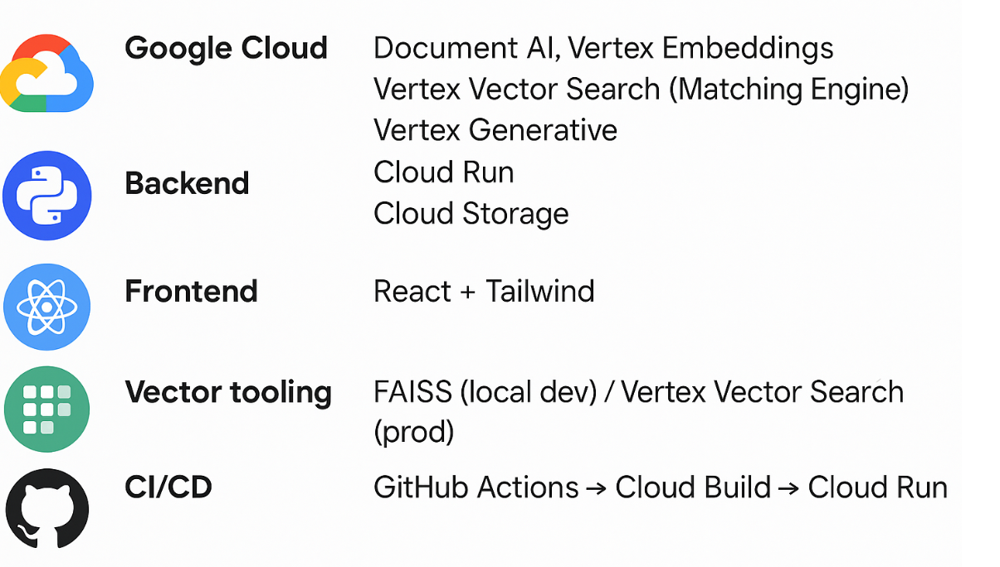 Google Cloud Document AI, Vertex Embeddings
Vertex Vector Search (Matching Engine)
Vertex Generative
Backend Cloud Run
Cloud Storage
Frontend React + Tailwind
Vector tooling FAISS (local dev) / Vertex Vector Search
(prod)
CI/CD GitHub Actions → Cloud Build → Cloud Run